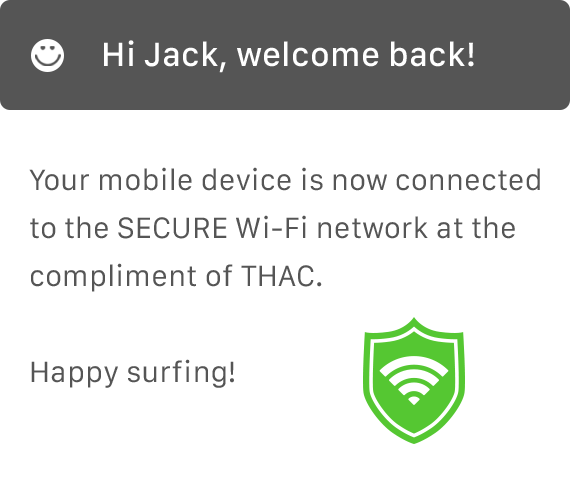 Hi Jack, welcome back!
Your mobile device is now connected
to the SECURE Wi-Fi network at the
compliment of THAC.
Happy surfing!